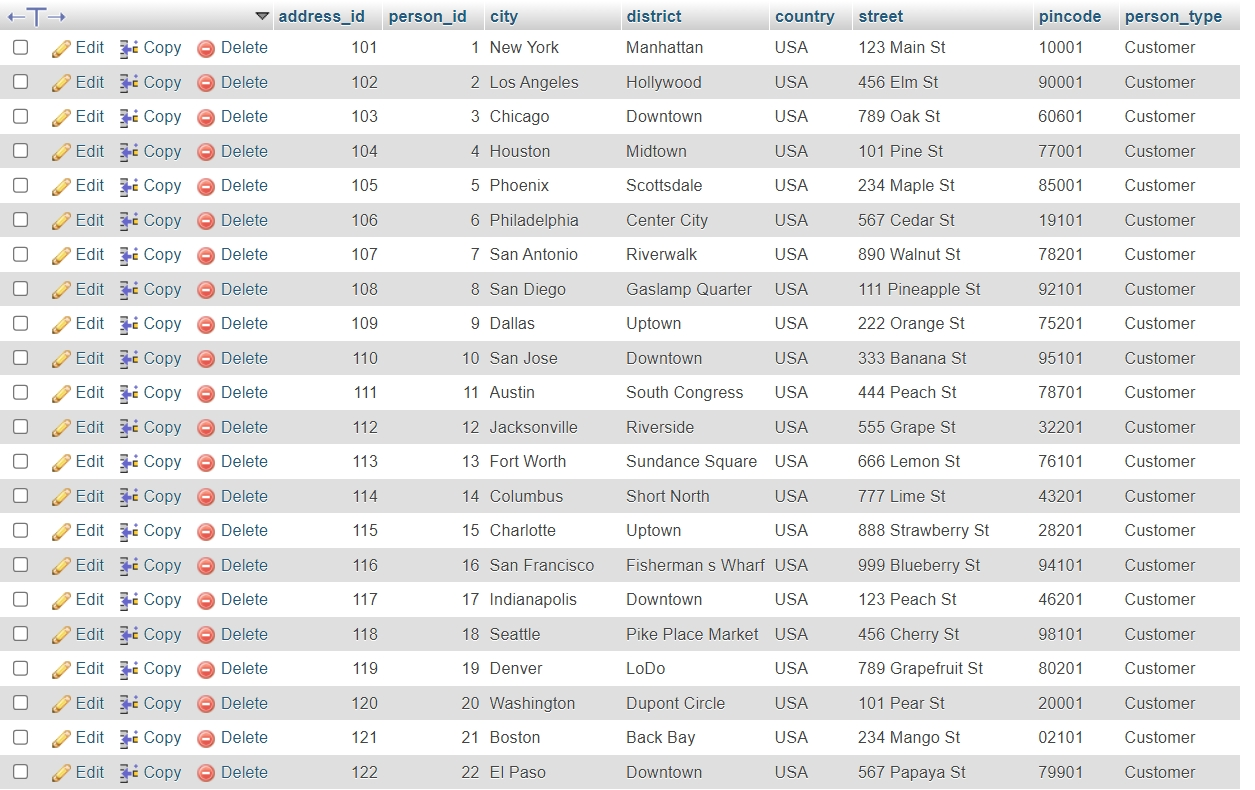 address_id person_id city district country street pincode person_type
Edit Copy Delete 101 1 New York Manhattan USA 123 Main St 10001 Customer
Edit Copy Delete 102 2 Los Angeles Hollywood USA 456 Elm St 90001 Customer
Edit Copy Delete 103 3 Chicago Downtown USA 789 Oak St 60601 Customer
Edit Copy Delete 104 4 Houston Midtown USA 101 Pine St 77001 Customer
Edit Copy Delete 105 5 Phoenix Scottsdale USA 234 Maple St 85001 Customer
Edit Copy Delete 106 6 Philadelphia Center City USA 567 Cedar St 19101 Customer
Edit Copy Delete 107 7 San Antonio Riverwalk USA 890 Walnut St 78201 Customer
Edit Copy Delete 108 8 San Diego Gaslamp Quarter USA 111 Pineapple St 92101 Customer
Edit Copy Delete 109 9 Dallas Uptown USA 222 Orange St 75201 Customer
Edit Copy Delete 110 10 San Jose Downtown USA 333 Banana St 95101 Customer
Edit Copy Delete 111 11 Austin South Congress USA 444 Peach St 78701 Customer
Edit Copy Delete 112 12 Jacksonville Riverside USA 555 Grape St 32201 Customer
Edit Copy Delete 113 13 Fort Worth Sundance Square USA 666 Lemon St 76101 Customer
Edit Copy Delete 114 14 Columbus Short North USA 777 Lime St 43201 Customer
Edit Copy Delete 115 15 Charlotte Uptown USA 888 Strawberry St 28201 Customer
Edit Copy Delete 116 16 San Francisco Fisherman s Wharf USA 999 Blueberry St 94101 Customer
Edit Copy Delete 117 17 Indianapolis Downtown USA 123 Peach St 46201 Customer
Edit Copy Delete 118 18 Seattle Pike Place Market USA 456 Cherry St 98101 Customer
Edit Copy Delete 119 19 Denver LoDo USA 789 Grapefruit St 80201 Customer
Edit Copy Delete 120 20 Washington Dupont Circle USA 101 Pear St 20001 Customer
Edit Copy Delete 121 21 Boston Back Bay USA 234 Mango St 02101 Customer
Edit Copy Delete 122 22 El Paso Downtown USA 567 Papaya St 79901 Customer